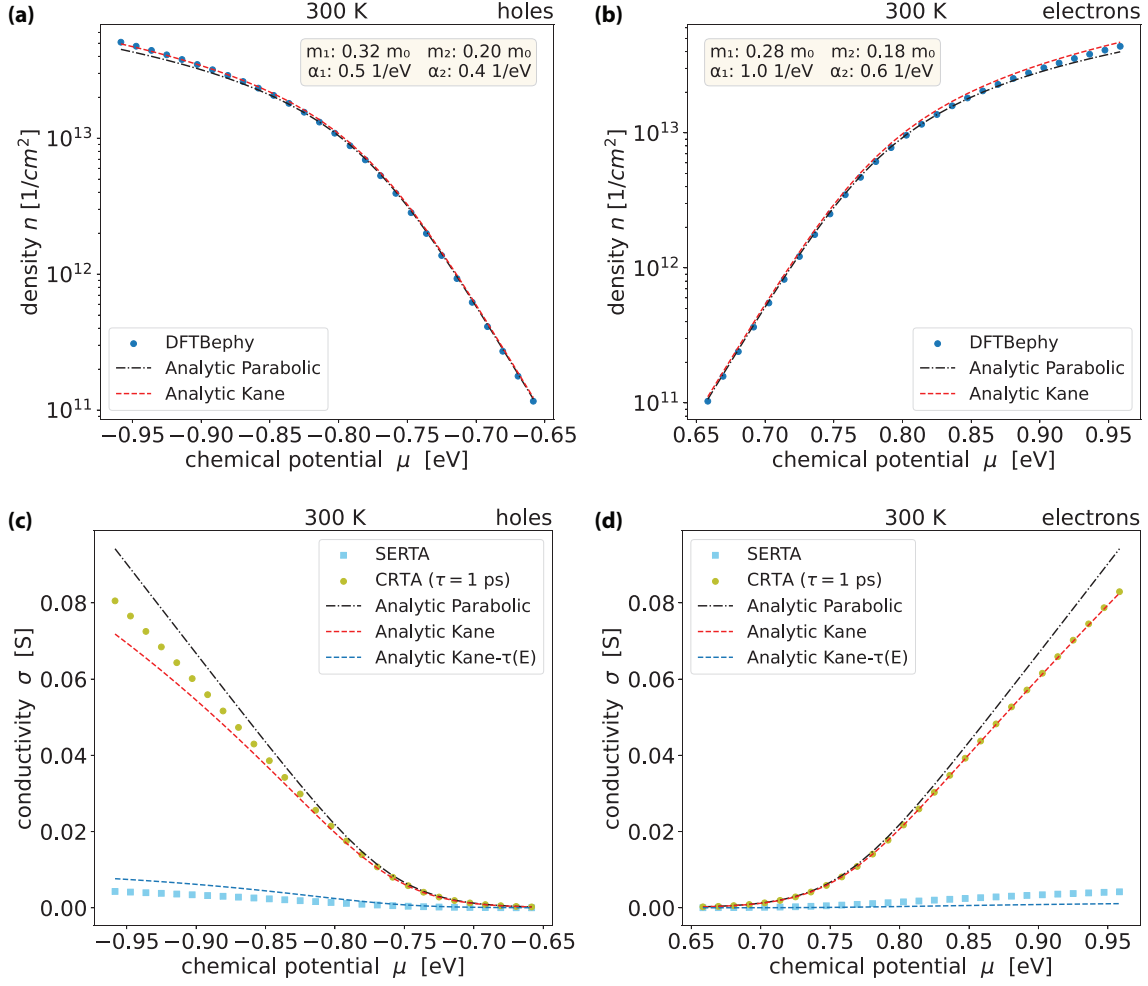 (a) 300 K holes
m₁: 0.32 m₀ m₂: 0.20 m₀
α₁: 0.5 1/eV α₂: 0.4 1/eV
density n [1/cm²]
10¹³
10¹²
10¹¹
DFTBephy
Analytic Parabolic
Analytic Kane
−0.95 −0.90 −0.85 −0.80 −0.75 −0.70 −0.65
chemical potential μ [eV]
(b) 300 K electrons
m₁: 0.28 m₀ m₂: 0.18 m₀
α₁: 1.0 1/eV α₂: 0.6 1/eV
density n [1/cm²]
10¹³
10¹²
10¹¹
DFTBephy
Analytic Parabolic
Analytic Kane
0.65 0.70 0.75 0.80 0.85 0.90 0.95
chemical potential μ [eV]
(c) 300 K holes
SERTA
CRTA (τ = 1 ps)
Analytic Parabolic
Analytic Kane
Analytic Kane-τ(E)
conductivity σ [S]
0.08
0.06
0.04
0.02
0.00
−0.95 −0.90 −0.85 −0.80 −0.75 −0.70 −0.65
chemical potential μ [eV]
(d) 300 K electrons
SERTA
CRTA (τ = 1 ps)
Analytic Parabolic
Analytic Kane
Analytic Kane-τ(E)
conductivity σ [S]
0.08
0.06
0.04
0.02
0.00
0.65 0.70 0.75 0.80 0.85 0.90 0.95
chemical potential μ [eV]